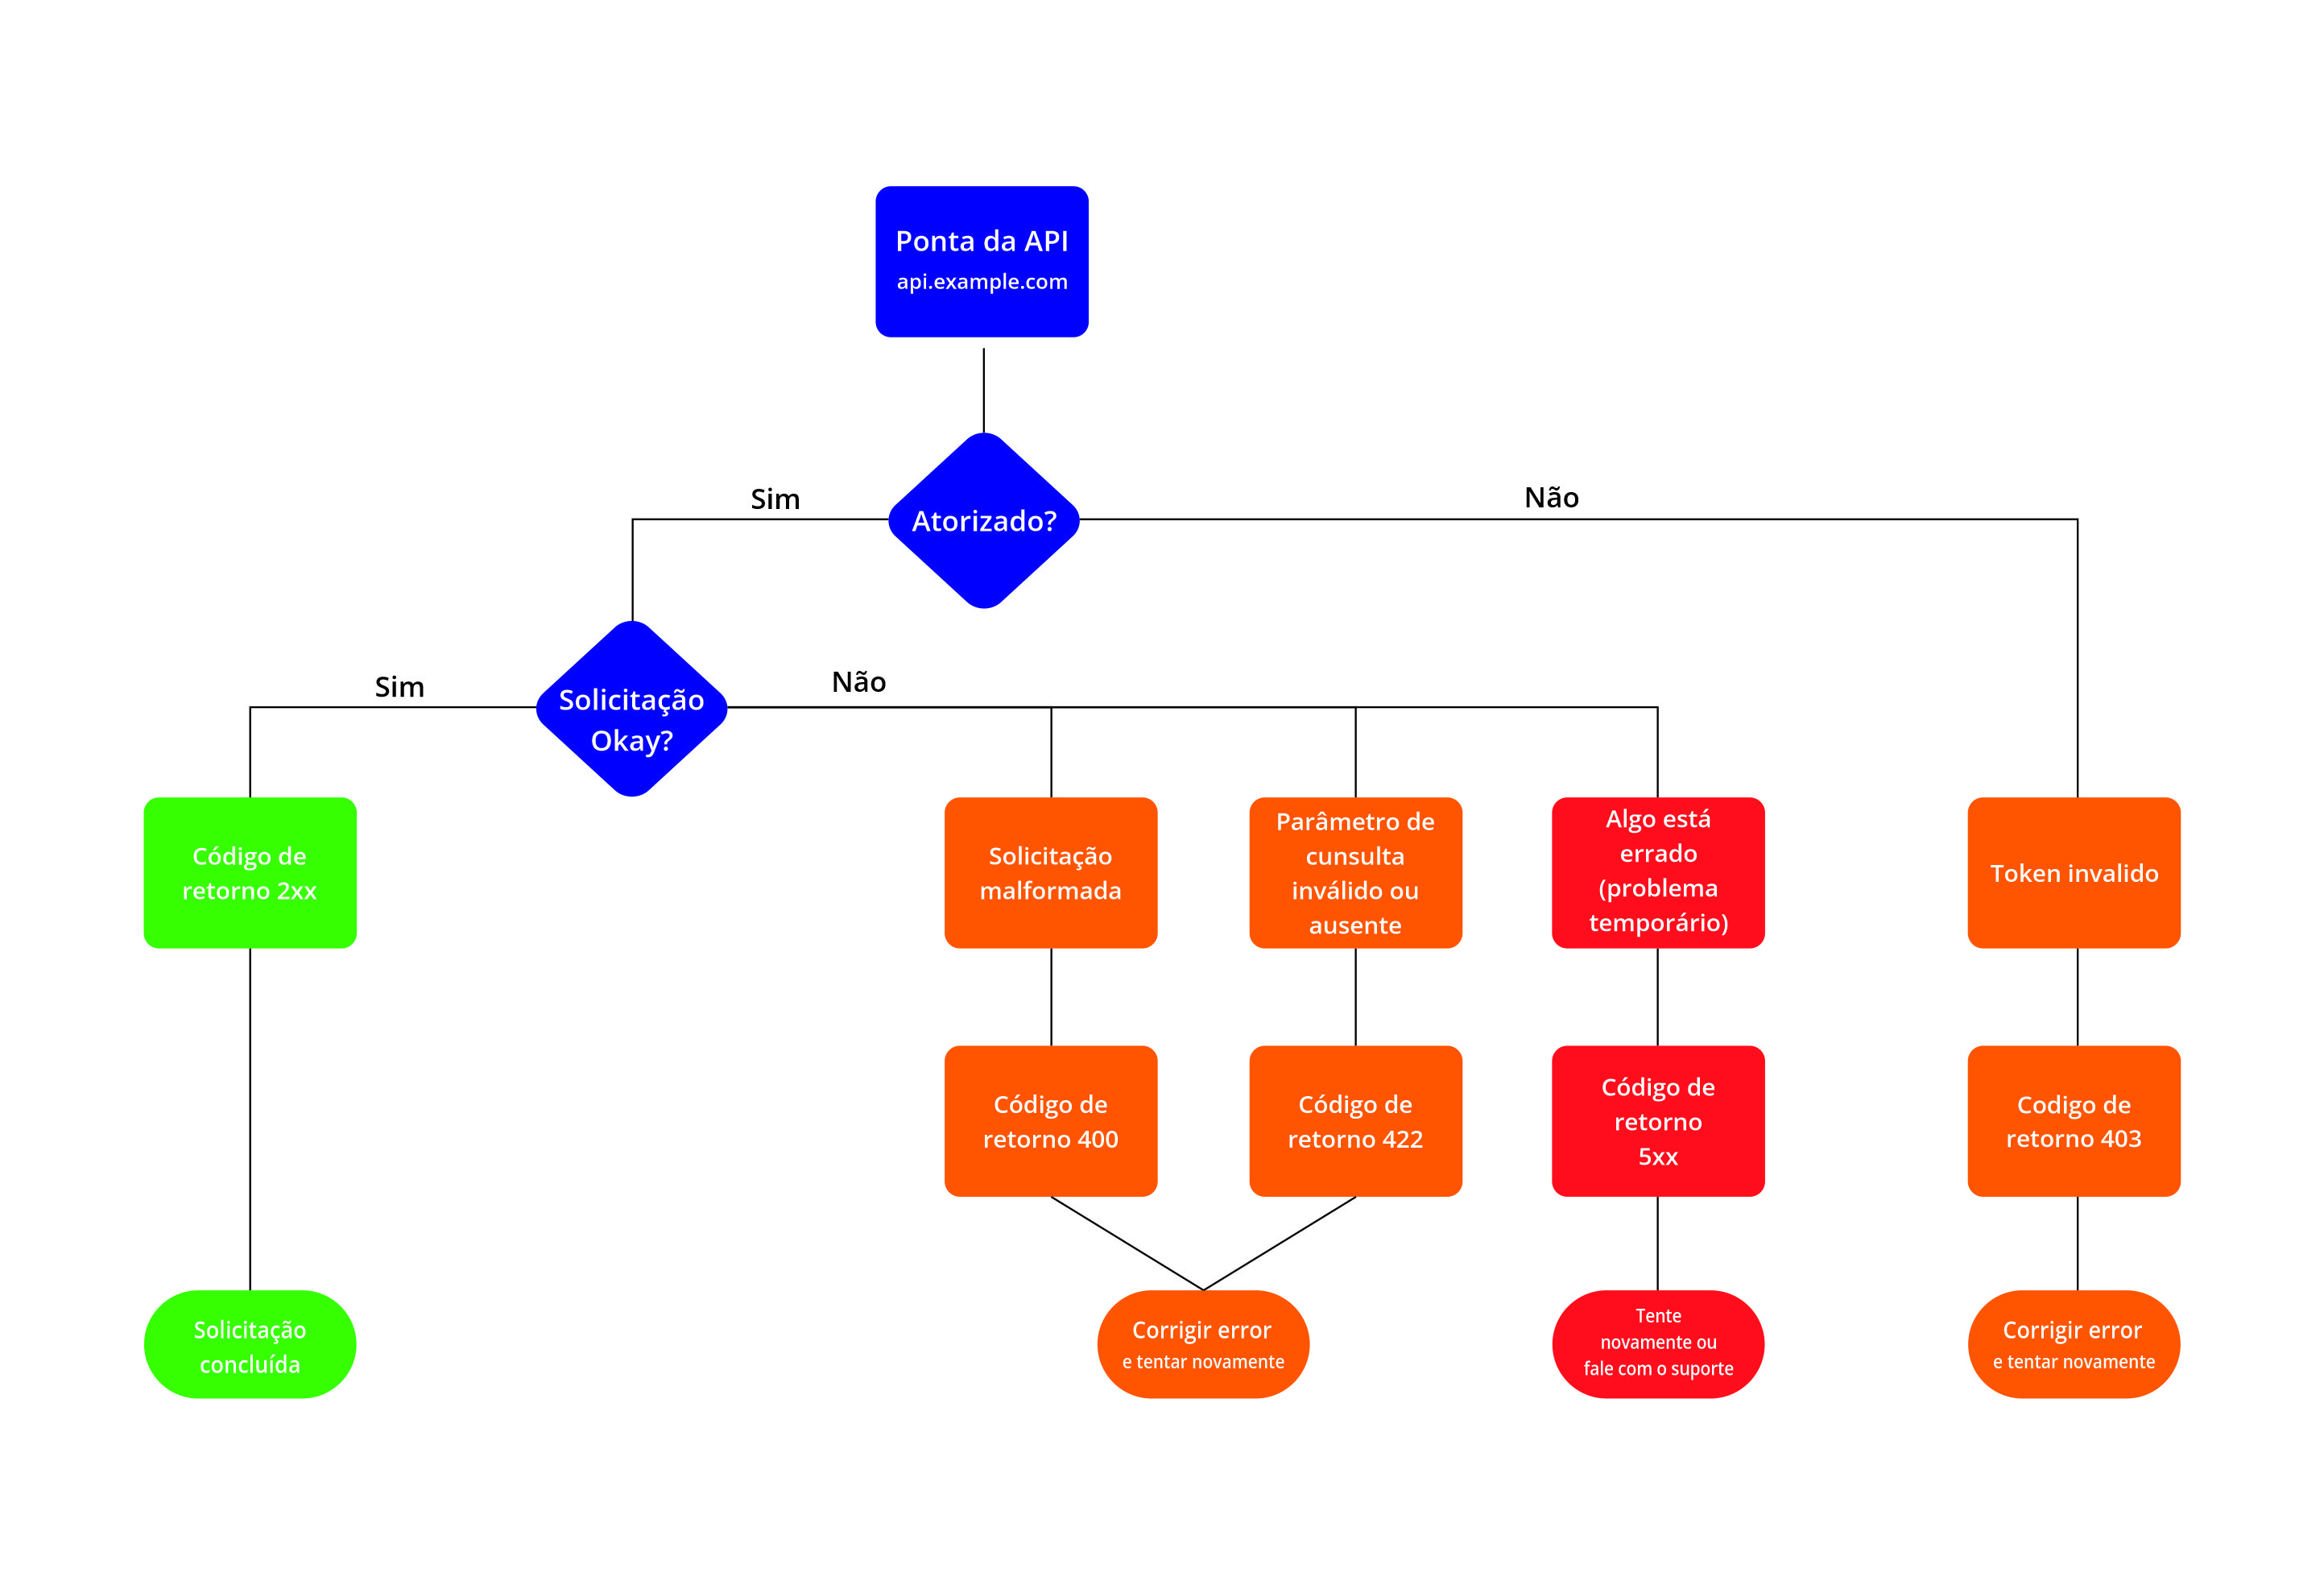 Ponta da API
api.example.com
Atorizado?
Sim
Não
Solicitação
Okay?
Sim
Não
Código de
retorno 2xx
Solicitação
malformada
Parâmetro de
cunsulta
inválido ou
ausente
Algo está
errado
(problema
temporário)
Token invalido
Código de
retorno 400
Código de
retorno 422
Código de
retorno
5xx
Codigo de
retorno 403
Solicitação
concluída
Corrigir error
e tentar novamente
Tente
novamente ou
fale com o suporte
Corrigir error
e tentar novamente